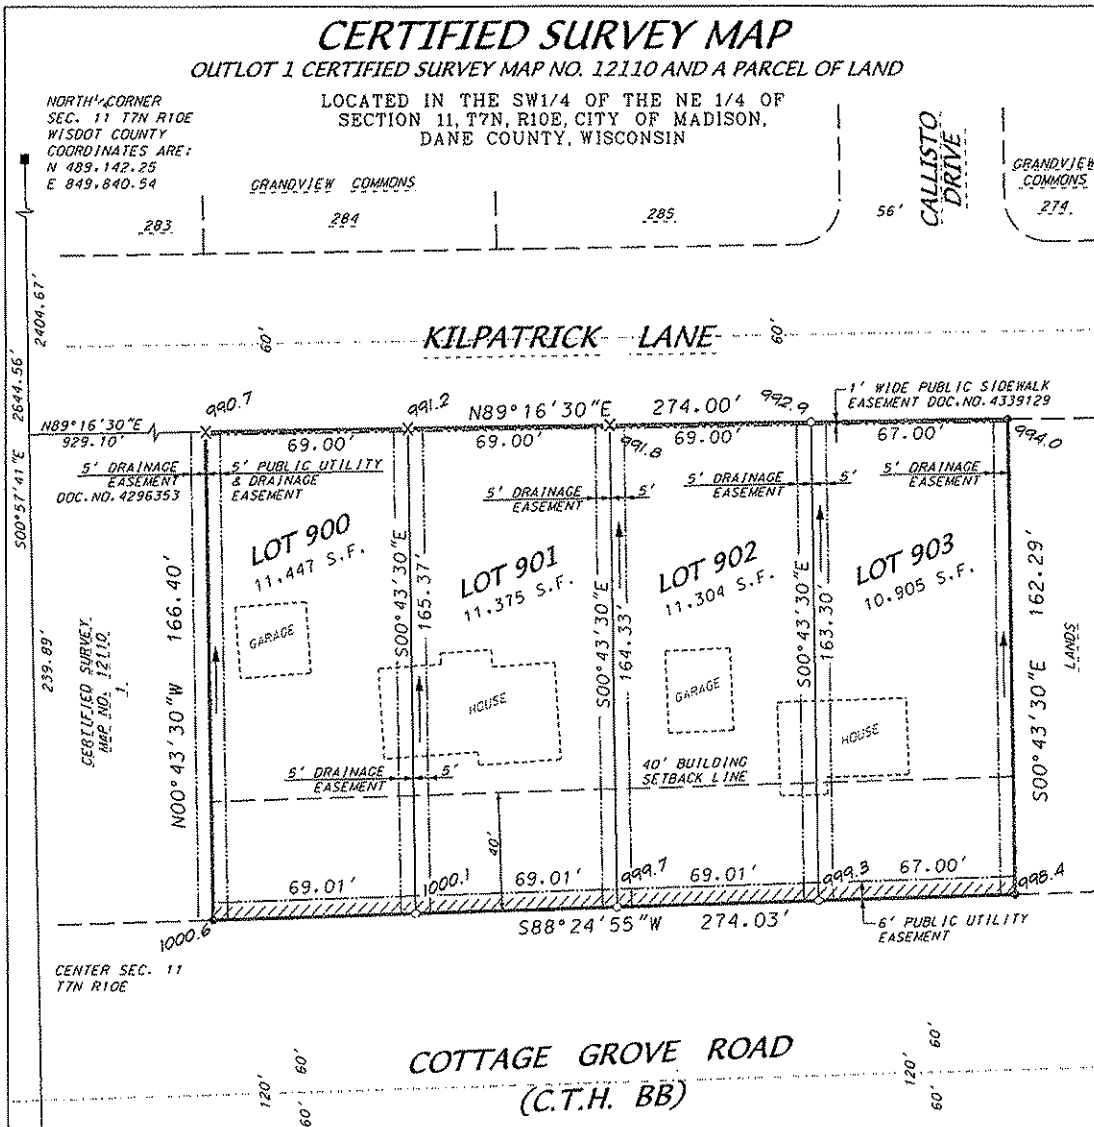 CERTIFIED SURVEY MAP
OUTLOT 1 CERTIFIED SURVEY MAP NO. 12110 AND A PARCEL OF LAND
LOCATED IN THE SW1/4 OF THE NE 1/4 OF
SECTION 11, T7N, R10E, CITY OF MADISON,
DANE COUNTY, WISCONSIN
NORTH ¼ CORNER
SEC. 11 T7N R10E
WISDOT COUNTY
COORDINATES ARE:
N 489,142.25
E 849,840.54
GRANDVIEW COMMONS
283
284
285
56'
CALLISTO
DRIVE
GRANDVIEW
COMMONS
274
2404.67'
S00°57'41"E 2644.56'
239.89'
60'
KILPATRICK LANE
60'
N89°16'30"E
929.10'
990.7
991.2
N89°16'30"E 274.00'
992.9
1' WIDE PUBLIC SIDEWALK
EASEMENT DOC.NO.4339129
69.00'
69.00'
991.8
69.00'
67.00'
994.0
5' DRAINAGE
EASEMENT
DOC.NO.4296353
5' PUBLIC UTILITY
& DRAINAGE
EASEMENT
5' DRAINAGE
EASEMENT
5'
5' DRAINAGE
EASEMENT
5'
5' DRAINAGE
EASEMENT
LOT 900
11,447 S.F.
LOT 901
11,375 S.F.
LOT 902
11,304 S.F.
LOT 903
10,905 S.F.
N00°43'30"W 166.40'
S00°43'30"E
165.37'
S00°43'30"E
164.33'
S00°43'30"E
163.30'
S00°43'30"E 162.29'
CERTIFIED SURVEY
MAP NO. 12110
1
LANDS
GARAGE
HOUSE
GARAGE
HOUSE
5' DRAINAGE
EASEMENT
5'
40' BUILDING
SETBACK LINE
40'
69.01'
1000.1
69.01'
999.7
69.01'
999.3
67.00'
998.4
1000.6
S88°24'55"W 274.03'
6' PUBLIC UTILITY
EASEMENT
CENTER SEC. 11
T7N R10E
120'
60'
60'
COTTAGE GROVE ROAD
(C.T.H. BB)
120'
60'
60'